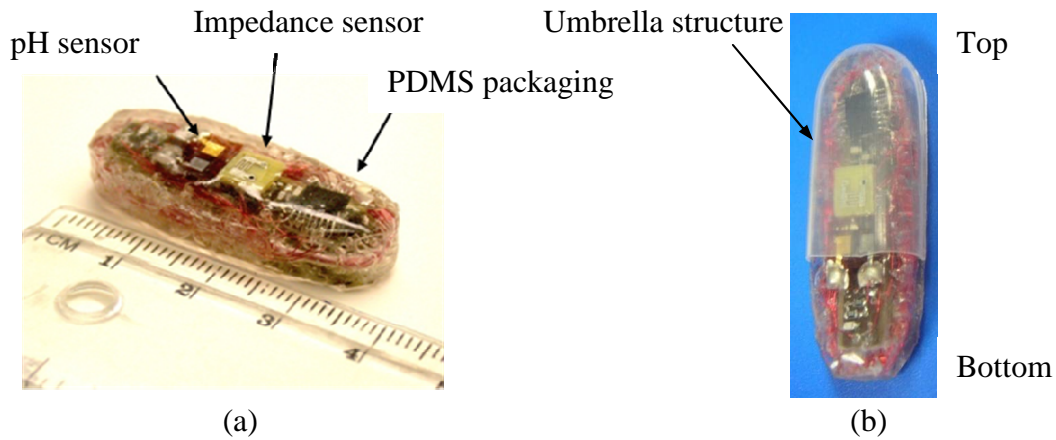 Impedance sensor
pH sensor
PDMS packaging
Umbrella structure
Top
CM
1
2
3
4
Bottom
(a)
(b)